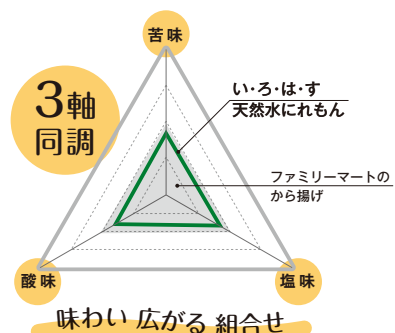 苦味
3軸
同調
い・ろ・は・す
天然水にれもん
ファミリーマートの
から揚げ
酸味
塩味
味わい 広がる 組合せ